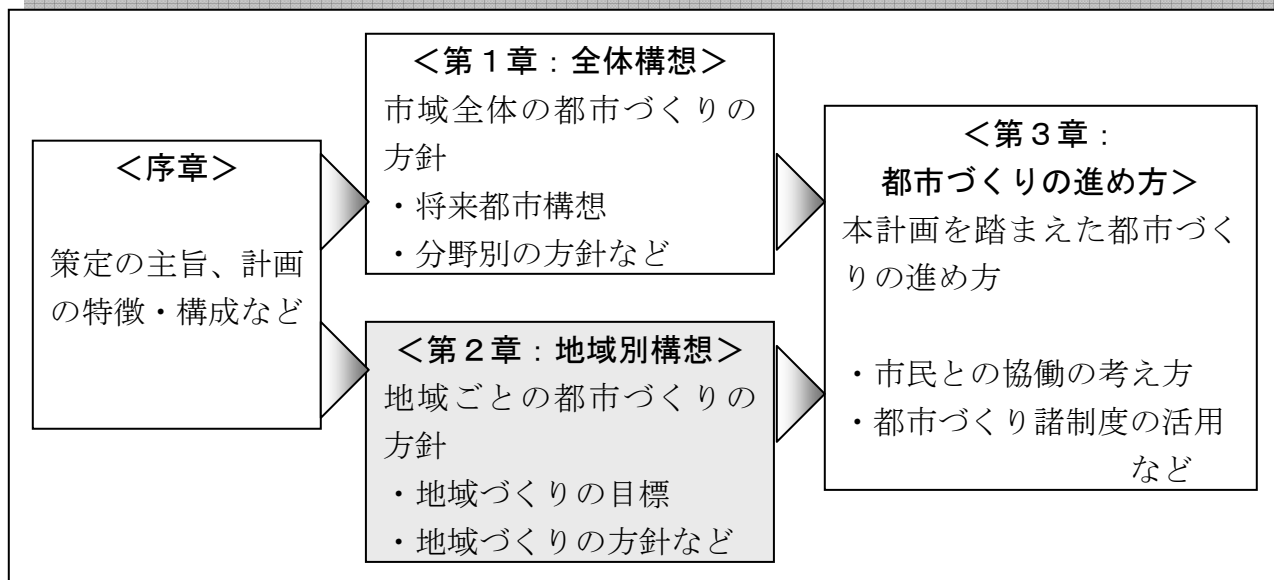 ＜序章＞
策定の主旨、計画
の特徴・構成など
＜第１章：全体構想＞
市域全体の都市づくりの
方針
・将来都市構想
・分野別の方針など
＜第２章：地域別構想＞
地域ごとの都市づくりの
方針
・地域づくりの目標
・地域づくりの方針など
＜第３章：
都市づくりの進め方＞
本計画を踏まえた都市づく
りの進め方
・市民との協働の考え方
・都市づくり諸制度の活用
など